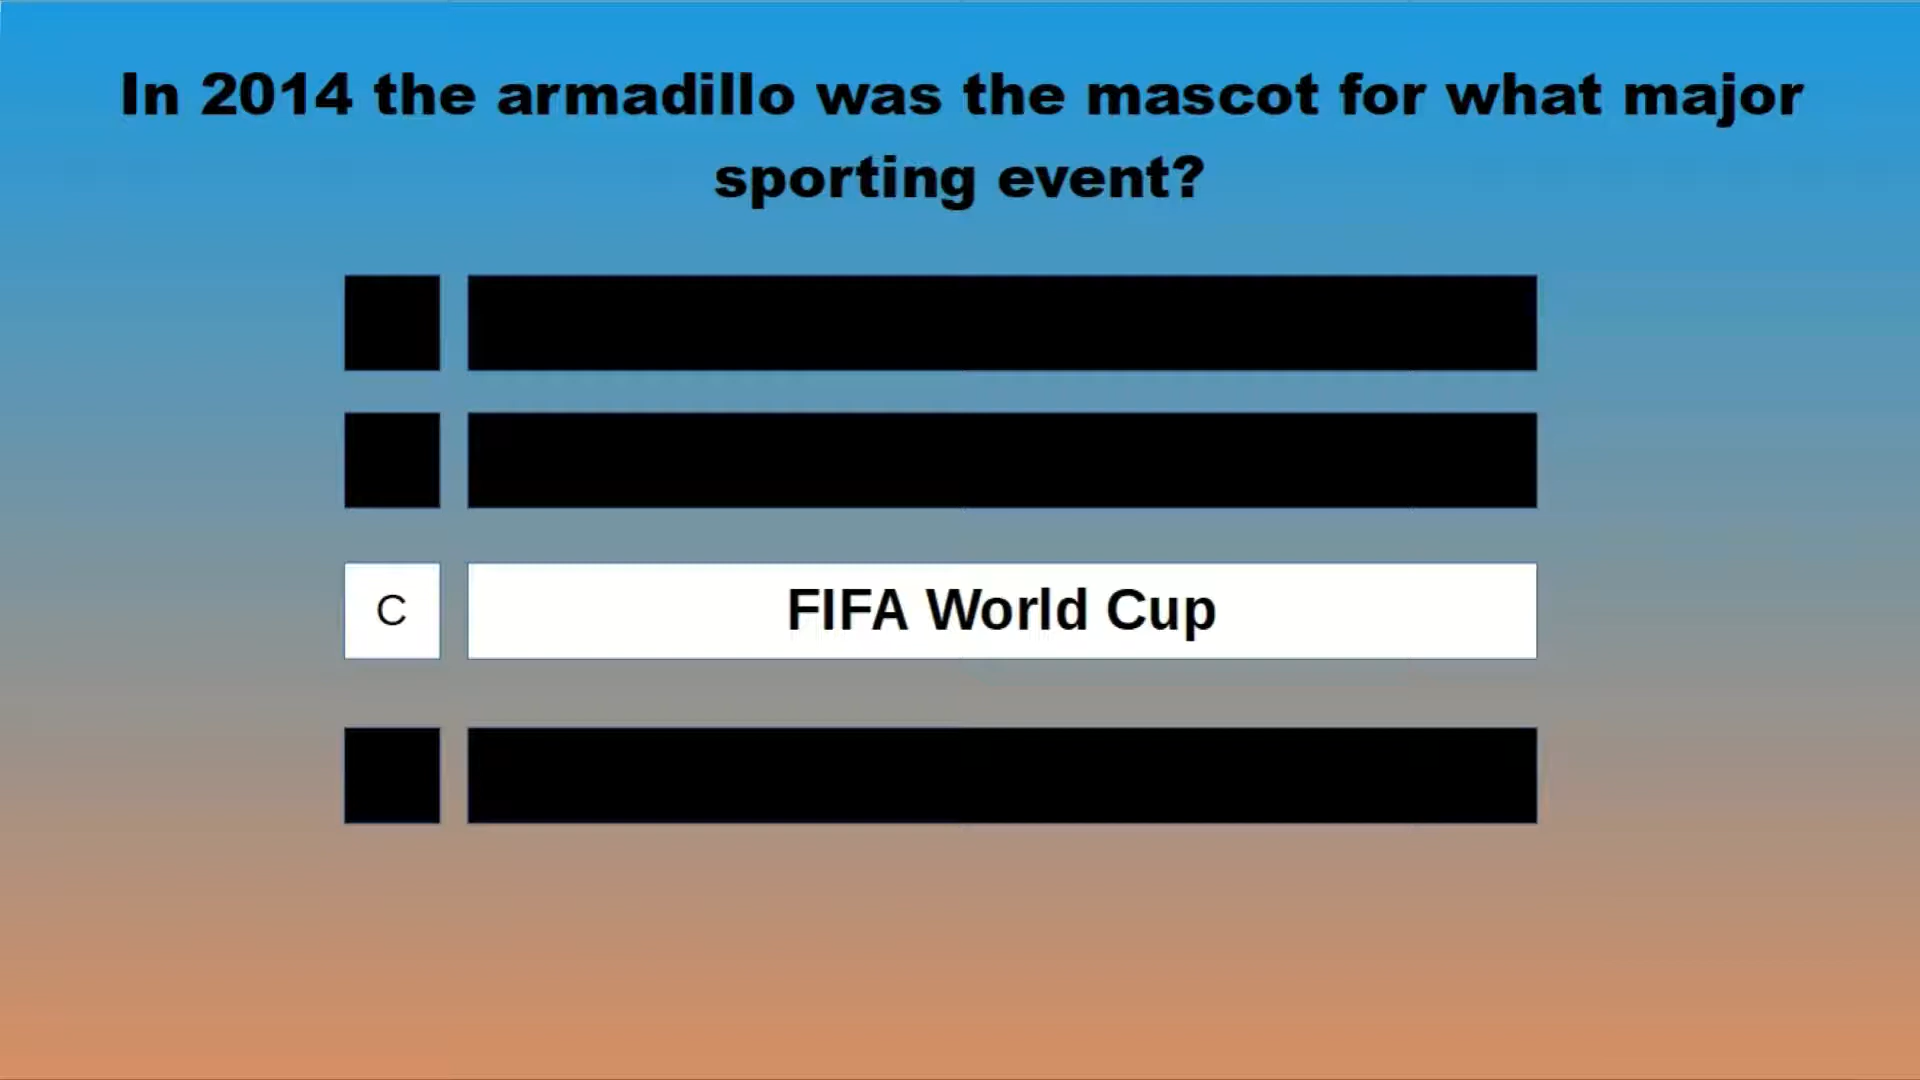 In 2014 the armadillo was the mascot for what major
sporting event?
C
FIFA World Cup